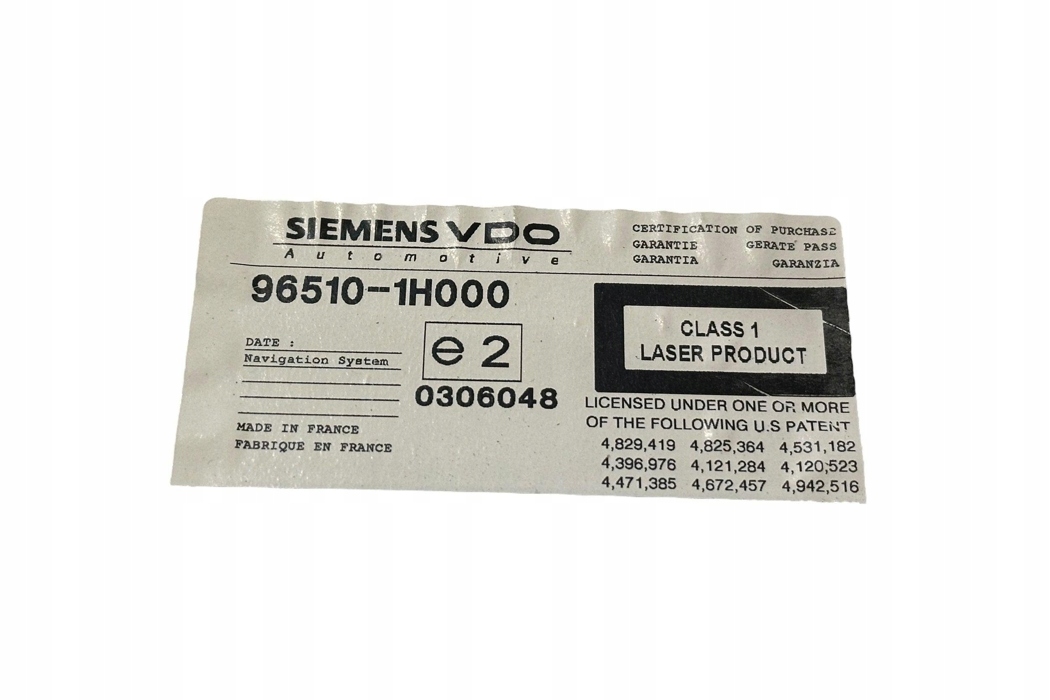 SIEMENS VDO
Automotive
CERTIFICATION OF PURCHASE
GARANTIE GERATE PASS
GARANTIA GARANZIA
96510--1H000
DATE :
Navigation System
e2
0306048
MADE IN FRANCE
FABRIQUE EN FRANCE
CLASS 1
LASER PRODUCT
LICENSED UNDER ONE OR MORE
OF THE FOLLOWING U.S PATENT
4,829,419 4,825,364 4,531,182
4,396,976 4,121,284 4,120,523
4,471,385 4,672,457 4,942,516